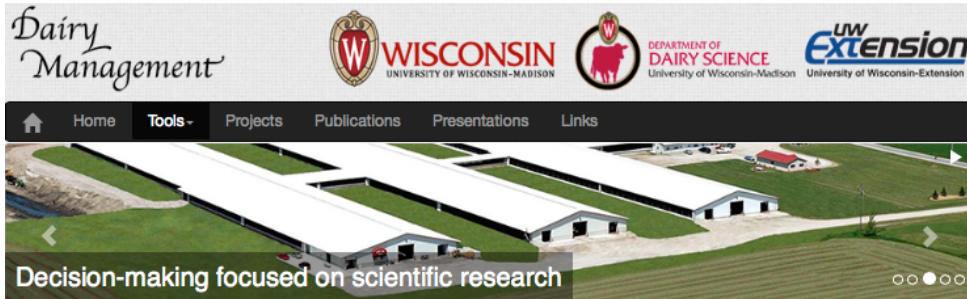 Dairy
Management
WISCONSIN
UNIVERSITY OF WISCONSIN-MADISON
DEPARTMENT OF
DAIRY SCIENCE
University of Wisconsin-Madison
UW
Extension
University of Wisconsin-Extension
Home Tools Projects Publications Presentations Links
Decision-making focused on scientific research